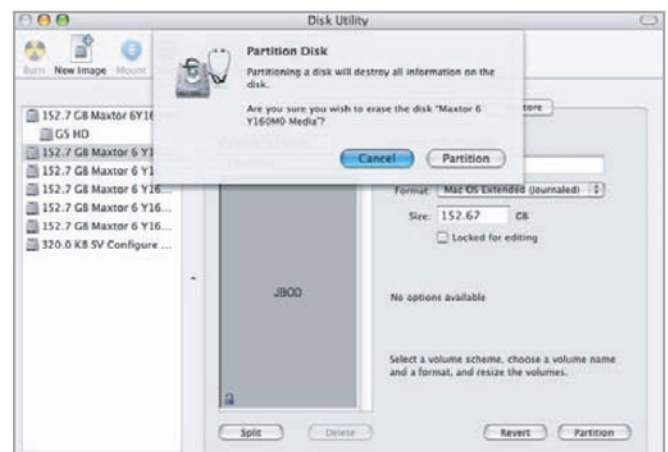 Disk Utility
Burn New Image Mount
Partition Disk
Partitioning a disk will destroy all information on the
disk.
Are you sure you wish to erase the disk "Maxtor 6
Y160M0 Media"?
Cancel Partition
152.7 GB Maxtor 6Y16
G5 HD
152.7 GB Maxtor 6 Y1
152.7 GB Maxtor 6 Y1
152.7 GB Maxtor 6 Y16...
152.7 GB Maxtor 6 Y16...
152.7 GB Maxtor 6 Y16...
320.0 KB SV Configure ...
Format: Mac OS Extended (Journaled)
Size: 152.67 GB
Locked for editing
JBOD
No options available
Select a volume scheme, choose a volume name
and a format, and resize the volumes.
Split Delete Revert Partition